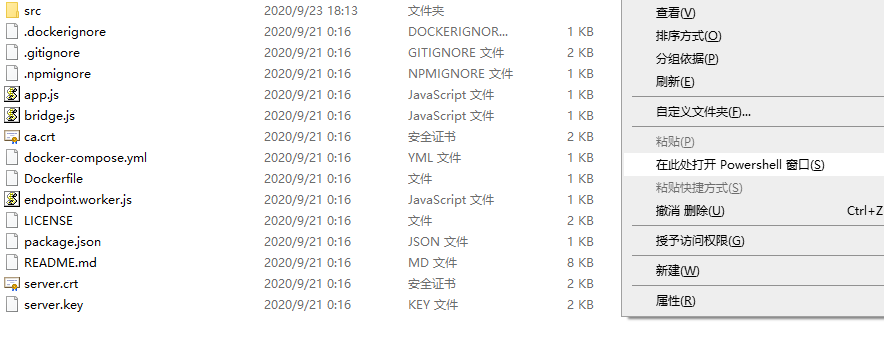 src 2020/9/23 18:13 文件夹
.dockerignore 2020/9/21 0:16 DOCKERIGNOR... 1 KB
.gitignore 2020/9/21 0:16 GITIGNORE 文件 2 KB
.npmignore 2020/9/21 0:16 NPMIGNORE 文件 1 KB
app.js 2020/9/21 0:16 JavaScript 文件 1 KB
bridge.js 2020/9/21 0:16 JavaScript 文件 1 KB
ca.crt 2020/9/21 0:16 安全证书 2 KB
docker-compose.yml 2020/9/21 0:16 YML 文件 1 KB
Dockerfile 2020/9/21 0:16 文件 1 KB
endpoint.worker.js 2020/9/21 0:16 JavaScript 文件 1 KB
LICENSE 2020/9/21 0:16 文件 2 KB
package.json 2020/9/21 0:16 JSON 文件 1 KB
README.md 2020/9/21 0:16 MD 文件 8 KB
server.crt 2020/9/21 0:16 安全证书 2 KB
server.key 2020/9/21 0:16 KEY 文件 2 KB
查看(V)
排序方式(O)
分组依据(P)
刷新(E)
自定义文件夹(F)...
粘贴(P)
在此处打开 Powershell 窗口(S)
粘贴快捷方式(S)
撤消 删除(U) Ctrl+Z
授予访问权限(G)
新建(W)
属性(R)